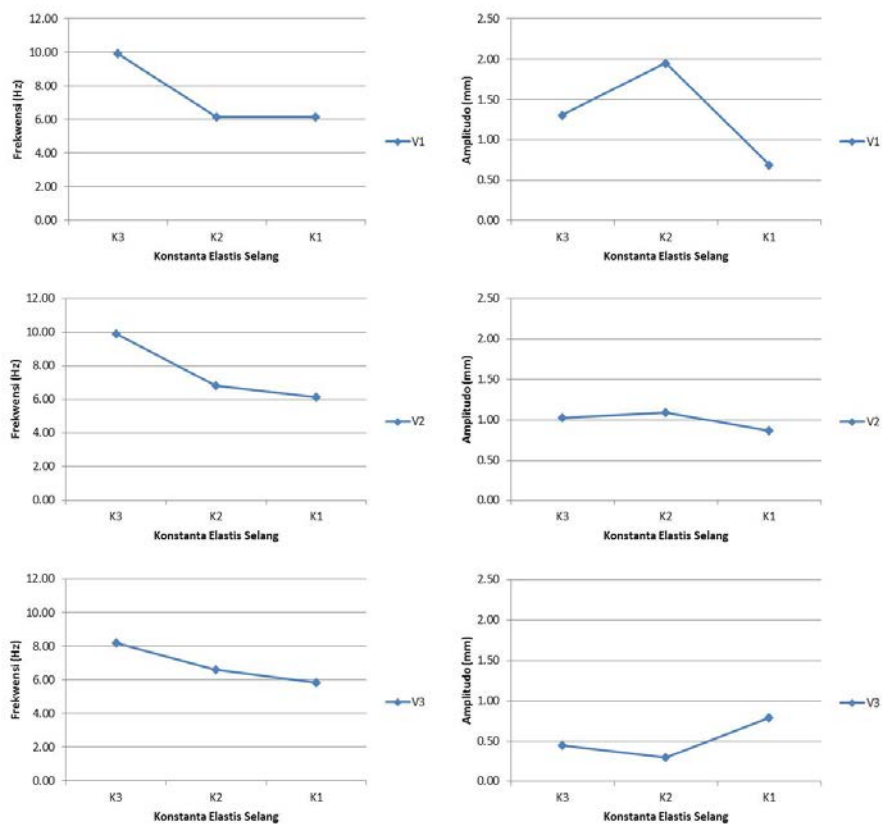 12.00
10.00
8.00
6.00
4.00
2.00
0.00
Frekwensi (Hz)
K3 K2 K1
Konstanta Elastis Selang
V1
2.50
2.00
1.50
1.00
0.50
0.00
Amplitudo (mm)
K3 K2 K1
Konstanta Elastis Selang
V1
12.00
10.00
8.00
6.00
4.00
2.00
0.00
Frekwensi (Hz)
K3 K2 K1
Konstanta Elastis Selang
V2
2.50
2.00
1.50
1.00
0.50
0.00
Amplitudo (mm)
K3 K2 K1
Konstanta Elastis Selang
V2
12.00
10.00
8.00
6.00
4.00
2.00
0.00
Frekwensi (Hz)
K3 K2 K1
Konstanta Elastis Selang
V3
2.50
2.00
1.50
1.00
0.50
0.00
Amplitudo (mm)
K3 K2 K1
Konstanta Elastis Selang
V3